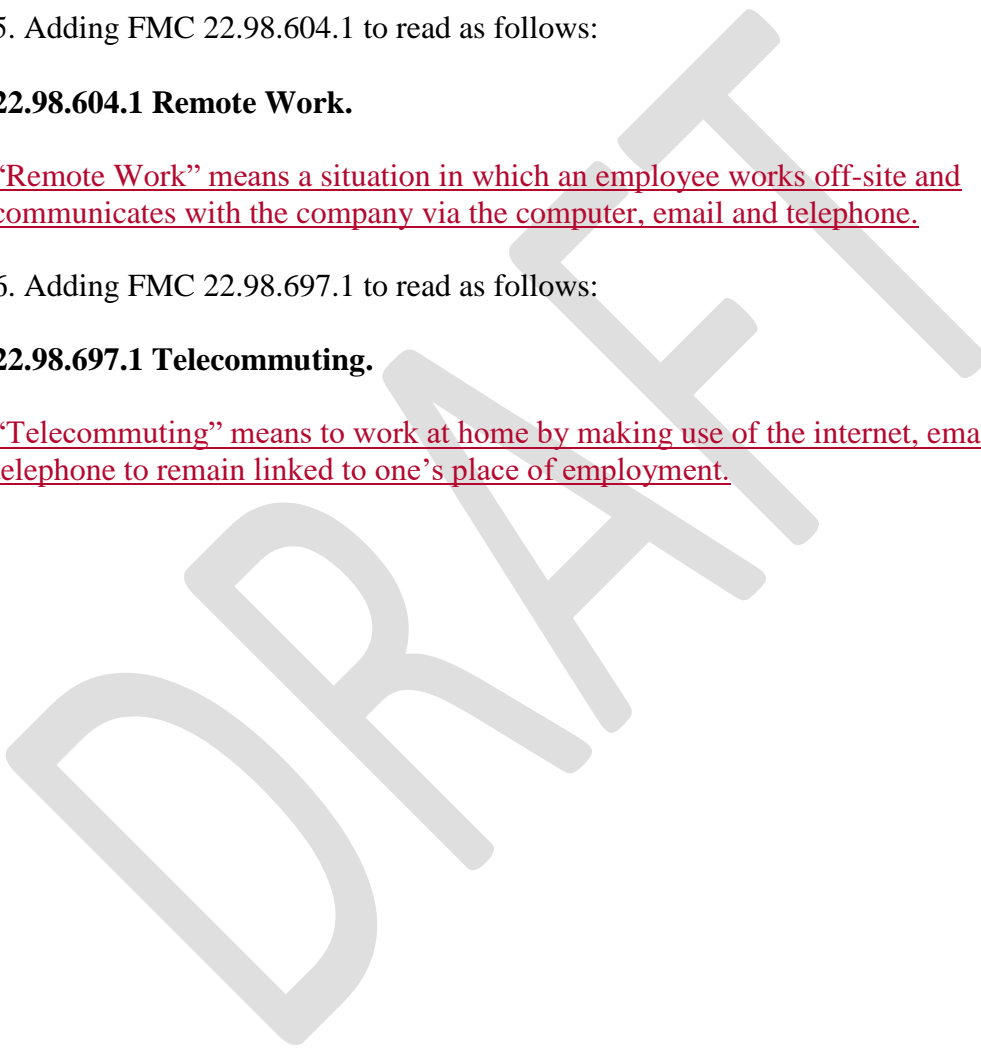 5. Adding FMC 22.98.604.1 to read as follows:
22.98.604.1 Remote Work.
“Remote Work” means a situation in which an employee works off-site and
communicates with the company via the computer, email and telephone.
6. Adding FMC 22.98.697.1 to read as follows:
22.98.697.1 Telecommuting.
“Telecommuting” means to work at home by making use of the internet,
telephone to remain linked to one’s place of employment.
DRAFT